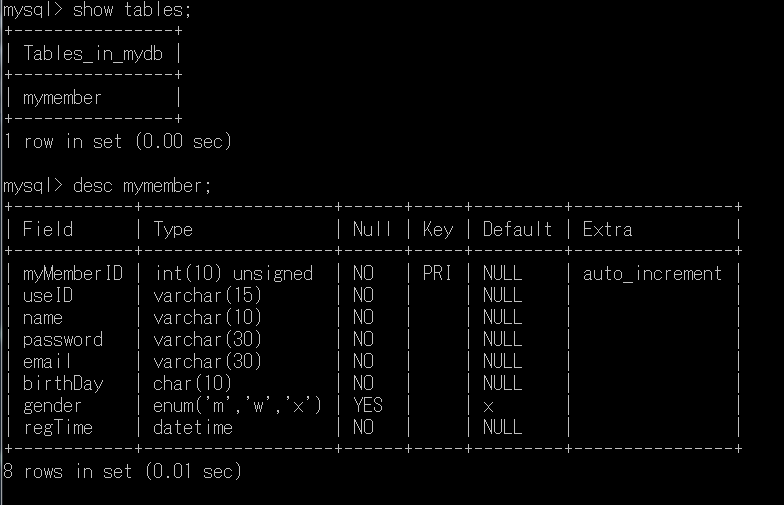 mysql> show tables;
+----------------+
| Tables_in_mydb |
+----------------+
| mymember       |
+----------------+
1 row in set (0.00 sec)
mysql> desc mymember;
+------------+-------------------+------+-----+---------+----------------+
| Field      | Type              | Null | Key | Default | Extra          |
+------------+-------------------+------+-----+---------+----------------+
| myMemberID | int(10) unsigned  | NO   | PRI | NULL    | auto_increment |
| useID      | varchar(15)       | NO   |     | NULL    |                |
| name       | varchar(10)       | NO   |     | NULL    |                |
| password   | varchar(30)       | NO   |     | NULL    |                |
| email      | varchar(30)       | NO   |     | NULL    |                |
| birthDay   | char(10)          | NO   |     | NULL    |                |
| gender     | enum('m','w','x') | YES  |     | x       |                |
| regTime    | datetime          | NO   |     | NULL    |                |
+------------+-------------------+------+-----+---------+----------------+
8 rows in set (0.01 sec)